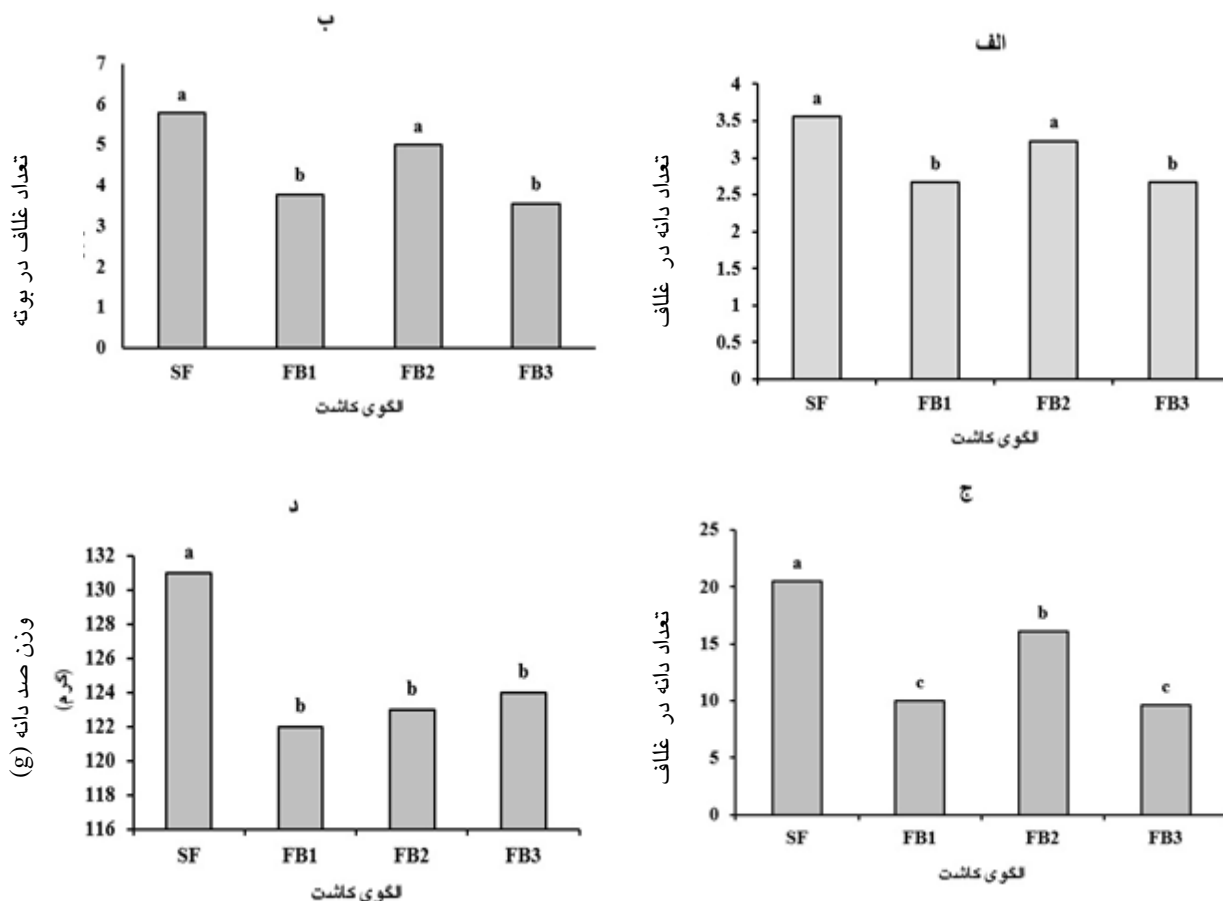 الف
تعداد دانه در غلاف
4
3.5
3
2.5
2
1.5
1
0.5
0
a
b
a
b
SF FB1 FB2 FB3
الگوی کاشت
ب
تعداد غلاف در بوته
7
6
5
4
3
2
1
0
a
b
a
b
SF FB1 FB2 FB3
الگوی کاشت
ج
تعداد دانه در غلاف
25
20
15
10
5
0
a
c
b
c
SF FB1 FB2 FB3
الگوی کاشت
د
وزن صد دانه (g)
(گرم)
132
130
128
126
124
122
120
118
116
a
b
b
b
SF FB1 FB2 FB3
الگوی کاشت